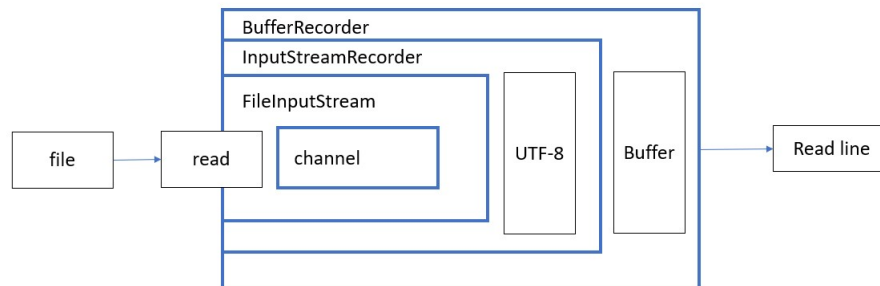 BufferRecorder
InputStreamRecorder
FileInputStream
file
read
channel
UTF-8
Buffer
Read line